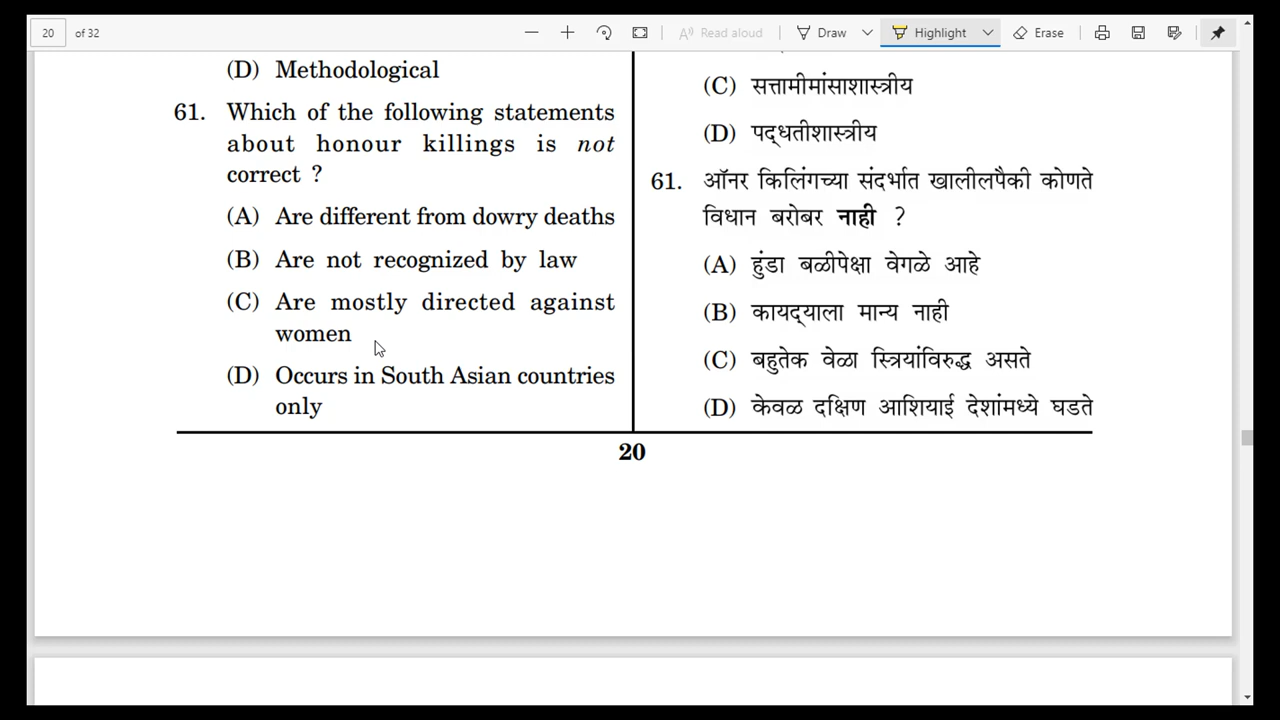 20 of 32
Read aloud
Draw
Highlight
Erase
(D) Methodological
61. Which of the following statements
about honour killings is not
correct ?
(A) Are different from dowry deaths
(B) Are not recognized by law
(C) Are mostly directed against
women
(D) Occurs in South Asian countries
only
(C) सत्तामीमांसाशास्त्रीय
(D) पद्धतीशास्त्रीय
61. ऑनर किलिंगच्या संदर्भात खालीलपैकी कोणते
विधान बरोबर नाही ?
(A) हुंडा बळीपेक्षा वेगळे आहे
(B) कायद्याला मान्य नाही
(C) बहुतेक वेळा स्त्रियांविरुद्ध असते
(D) केवळ दक्षिण आशियाई देशांमध्ये घडते
20